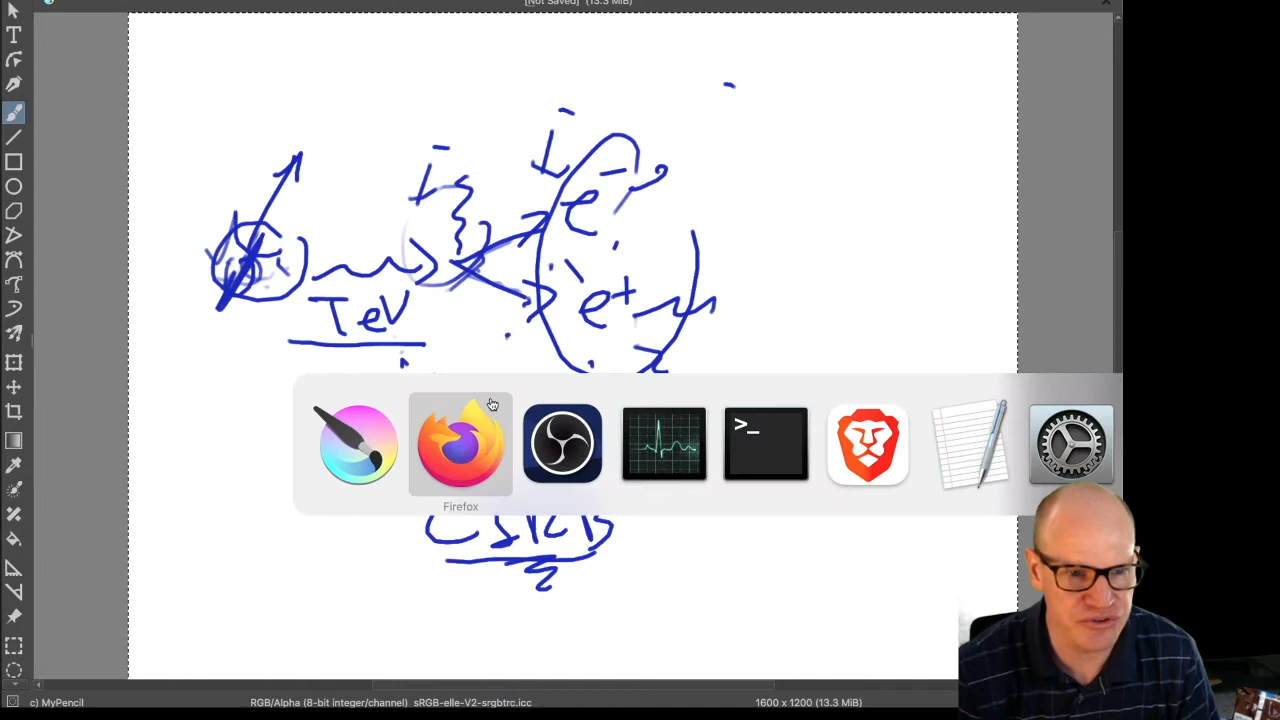 [Not Saved] (13.3 MiB)
e-
e+
TeV
>_
Firefox
c) MyPencil
RGB/Alpha (8-bit integer/channel) sRGB-elle-V2-srgbtrc.icc
1600 x 1200 (13.3 MiB)